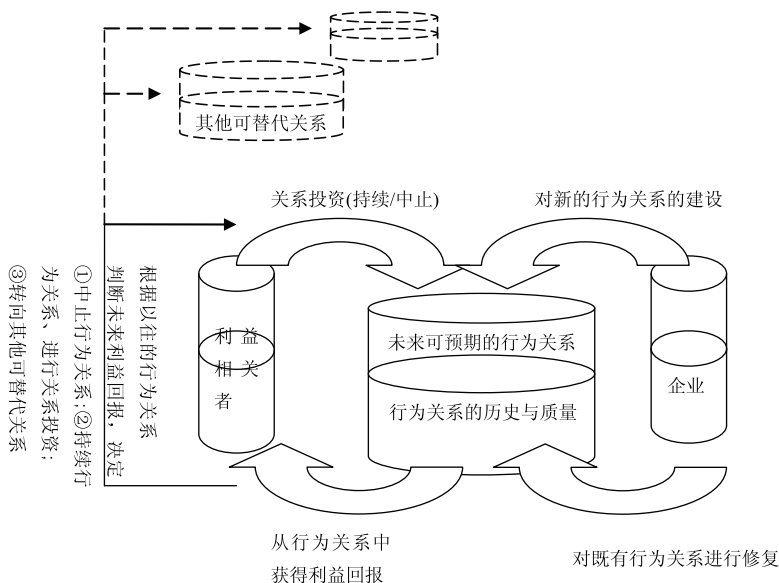 其他可替代关系
关系投资(持续/中止)
对新的行为关系的建设
根据以往的行为关系
判断未来利益回报，决定
①中止行为关系;②持续行
为关系、进行关系投资;
③转向其他可替代关系
利 益
相 关
者
未来可预期的行为关系
行为关系的历史与质量
企业
从行为关系中
获得利益回报
对既有行为关系进行修复